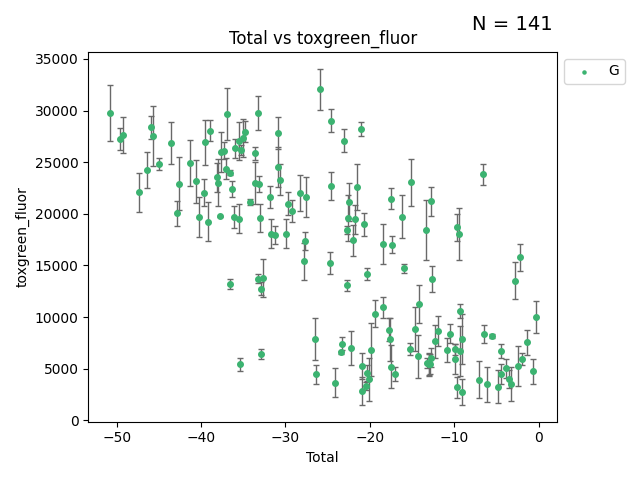 N = 141
Total vs toxgreen_fluor
G
35000
30000
25000
20000
15000
10000
5000
0
toxgreen_fluor
−50 −40 −30 −20 −10 0
Total